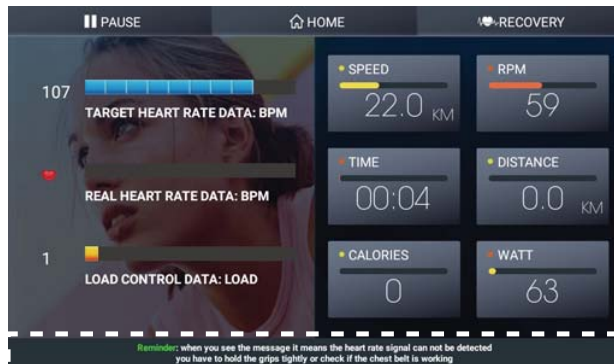 PAUSE
HOME
RECOVERY
107
TARGET HEART RATE DATA: BPM
REAL HEART RATE DATA: BPM
1
LOAD CONTROL DATA: LOAD
SPEED
22.0 KM
RPM
59
TIME
00:04
DISTANCE
0.0 KM
CALORIES
0
WATT
63
Reminder: when you see the message it means the heart rate signal can not be detected
you have to hold the grips tightly or check if the chest belt is working